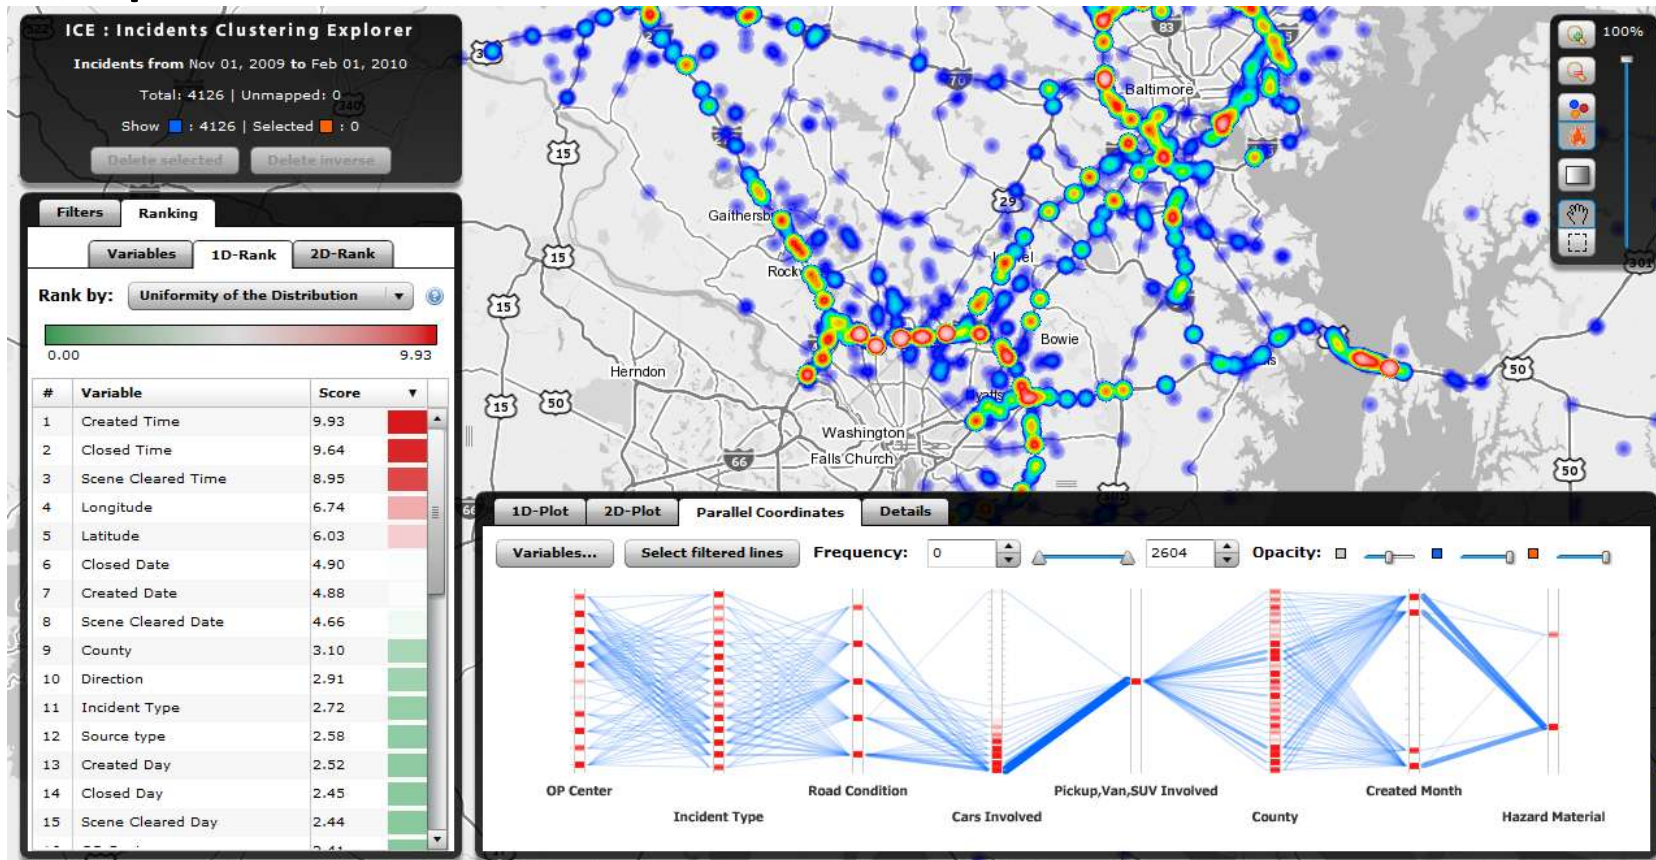 ICE : Incidents Clustering Explorer
Incidents from Nov 01, 2009 to Feb 01, 2010
Total: 4126 | Unmapped: 0
Show : 4126 | Selected : 0
Delete selected Delete inverse
Filters Ranking
Variables 1D-Rank 2D-Rank
Rank by: Uniformity of the Distribution
0.00 9.93
# Variable Score
1 Created Time 9.93
2 Closed Time 9.64
3 Scene Cleared Time 8.95
4 Longitude 6.74
5 Latitude 6.03
6 Closed Date 4.90
7 Created Date 4.88
8 Scene Cleared Date 4.66
9 County 3.10
10 Direction 2.91
11 Incident Type 2.72
12 Source type 2.58
13 Created Day 2.52
14 Closed Day 2.45
15 Scene Cleared Day 2.44
100%
83
70
Baltimore
15
29
Gaithersb
15
Rock
301
15
Bowie
Herndon
50
15
50
Washington
Falls Church
66
50
1D-Plot 2D-Plot Parallel Coordinates Details
Variables... Select filtered lines Frequency: 0 2604 Opacity:
OP Center Road Condition Pickup,Van,SUV Involved Created Month
Incident Type Cars Involved County Hazard Material